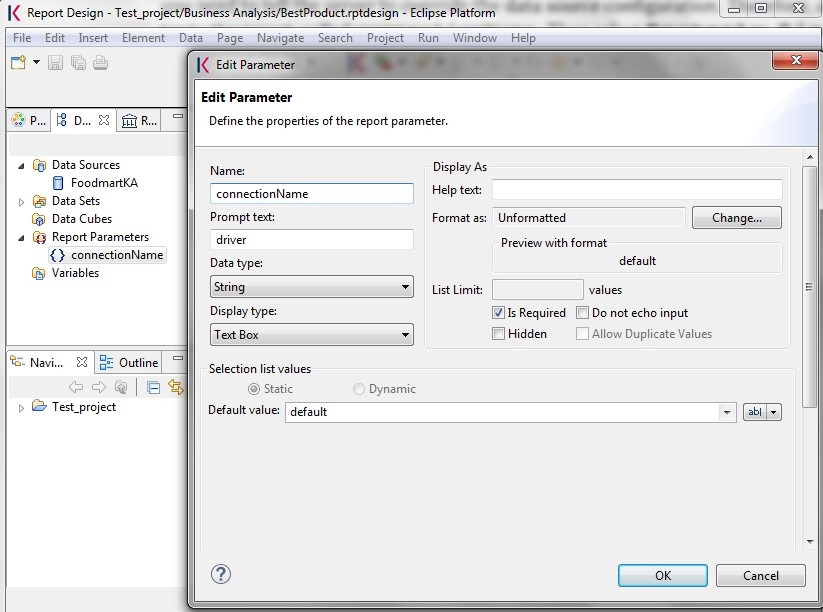 Report Design - Test_project/Business Analysis/BestProduct.rptdesign - Eclipse Platform
File Edit Insert Element Data Page Navigate Search Project Run Window Help
P... D... R...
Data Sources
FoodmartKA
Data Sets
Data Cubes
Report Parameters
connectionName
Variables
Navi... Outline
Test_project
Edit Parameter
Edit Parameter
Define the properties of the report parameter.
Name:
connectionName
Prompt text:
driver
Data type:
String
Display type:
Text Box
Display As
Help text:
Format as: Unformatted Change...
Preview with format
default
List Limit: values
Is Required Do not echo input
Hidden Allow Duplicate Values
Selection list values
Static Dynamic
Default value: default ab|
OK Cancel